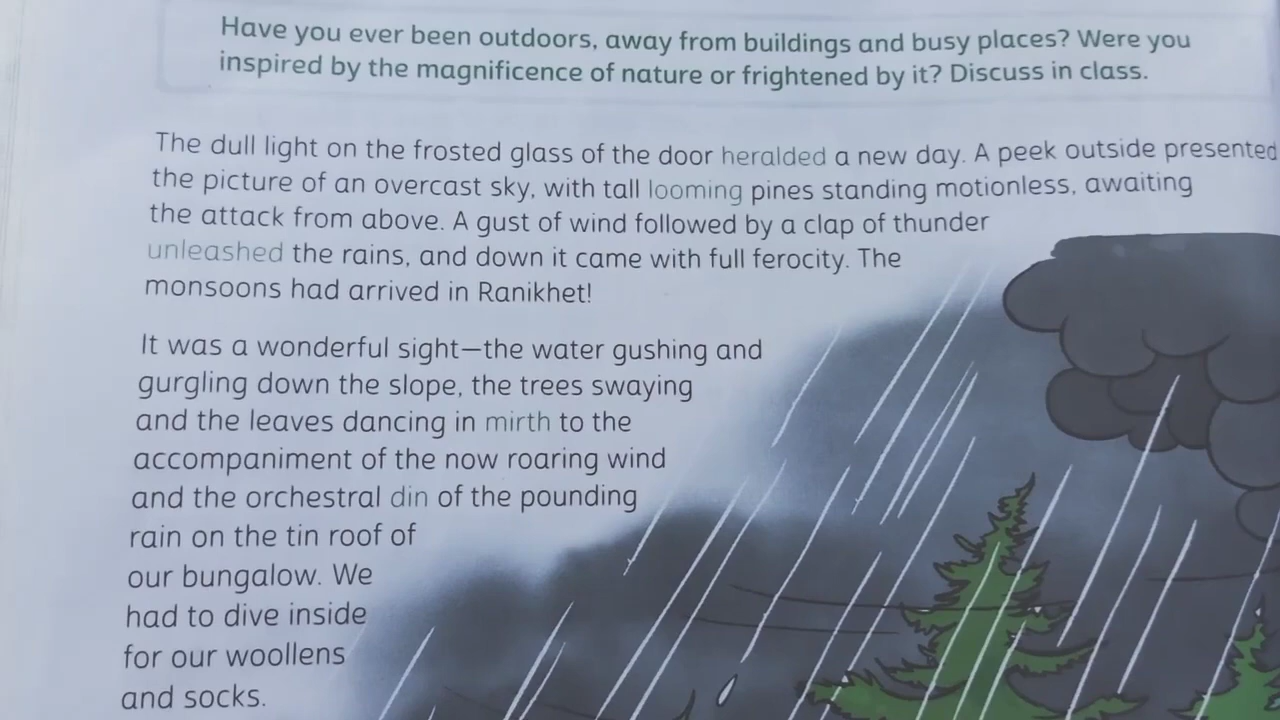 Have you ever been outdoors, away from buildings and busy places? Were you
inspired by the magnificence of nature or frightened by it? Discuss in class.
The dull light on the frosted glass of the door heralded a new day. A peek outside presented
the picture of an overcast sky, with tall looming pines standing motionless, awaiting
the attack from above. A gust of wind followed by a clap of thunder
unleashed the rains, and down it came with full ferocity. The
monsoons had arrived in Ranikhet!
It was a wonderful sight—the water gushing and
gurgling down the slope, the trees swaying
and the leaves dancing in mirth to the
accompaniment of the now roaring wind
and the orchestral din of the pounding
rain on the tin roof of
our bungalow. We
had to dive inside
for our woollens
and socks.